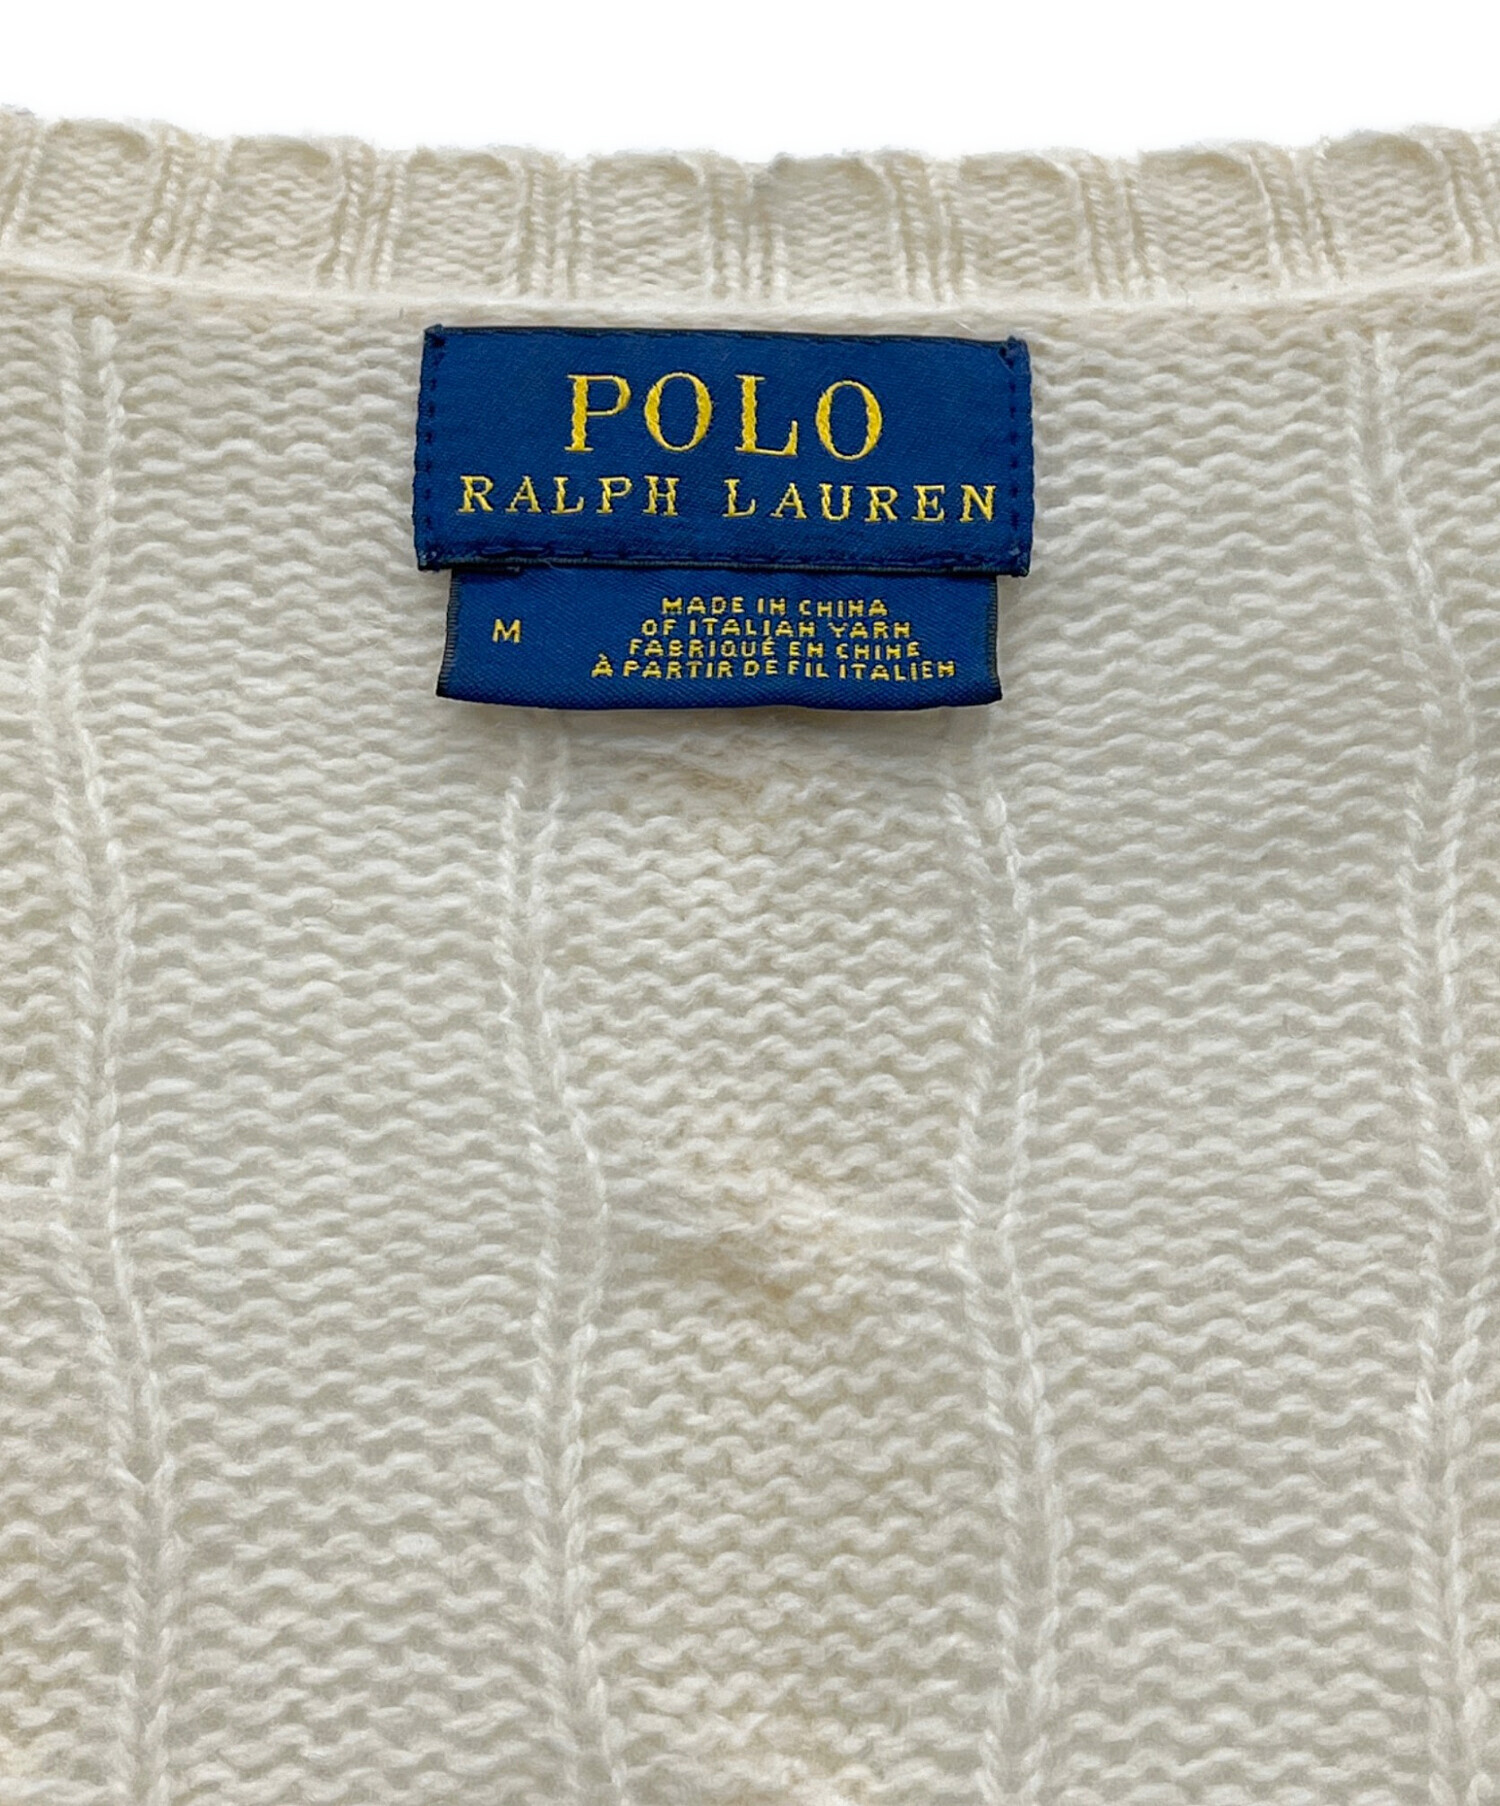 POLO
RALPH LAUREN
M
MADE IN CHINA
OF ITALIAN YARN
FABRIQUÉ EN CHINE
À PARTIR DE FIL ITALIEN